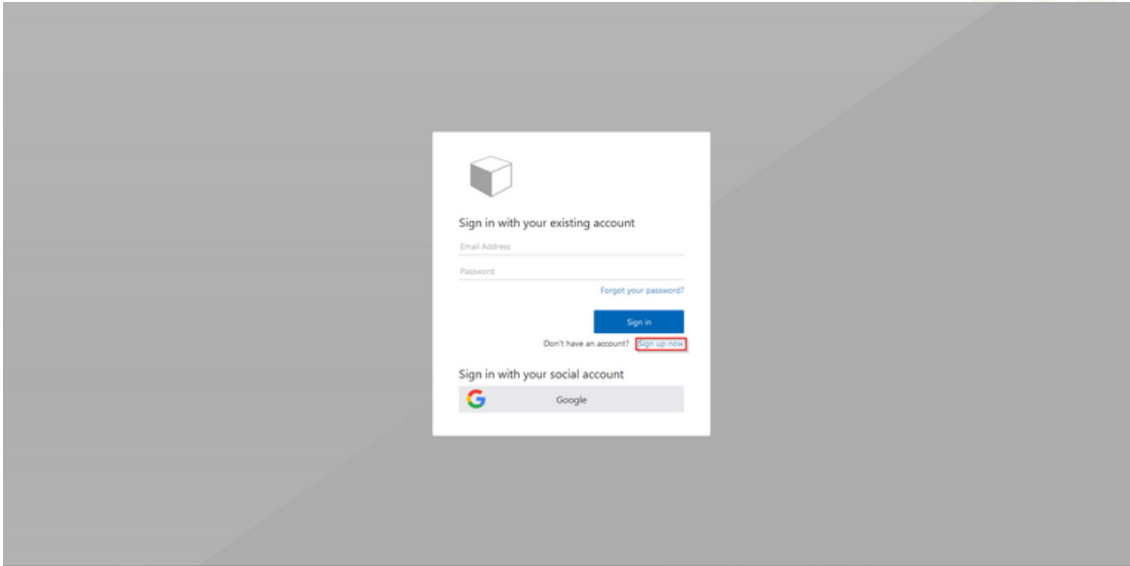 Sign in with your existing account
Email Address
Password
Forgot your password?
Sign in
Don't have an account? Sign up now
Sign in with your social account
Google